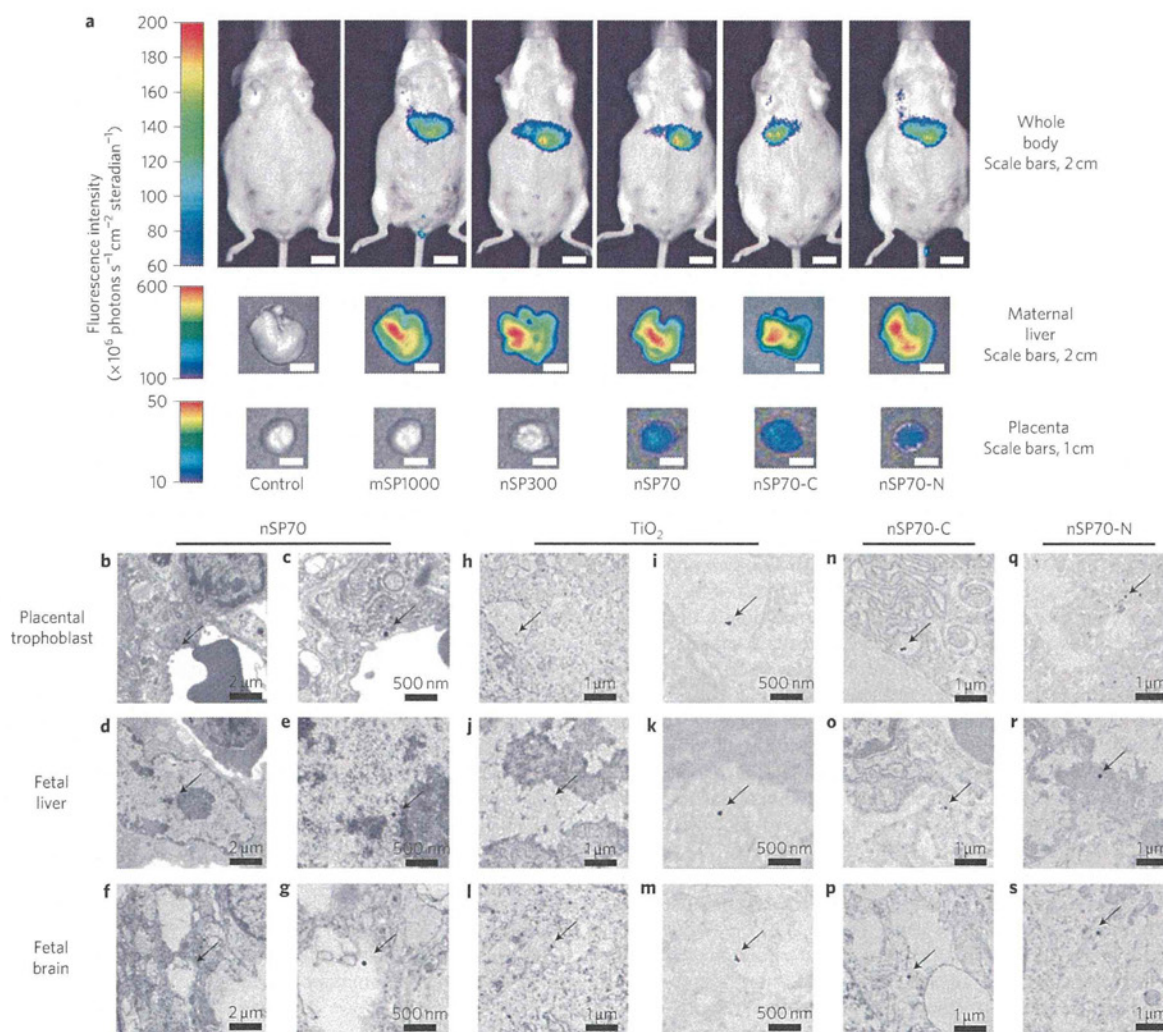 a
200
180
160
140
120
100
80
60
Fluorescence intensity
(×10⁶ photons s⁻¹ cm⁻² steradian⁻¹)
600
100
50
10
Whole
body
Scale bars, 2 cm
Maternal
liver
Scale bars, 2 cm
Placenta
Scale bars, 1 cm
Control mSP1000 nSP300 nSP70 nSP70-C nSP70-N
nSP70 TiO₂ nSP70-C nSP70-N
b c h i n q
Placental
trophoblast
2 μm 500 nm 1 μm 500 nm 1 μm 1 μm
d e j k o r
Fetal
liver
2 μm 500 nm 1 μm 500 nm 1 μm 1 μm
f g l m p s
Fetal
brain
2 μm 500 nm 1 μm 500 nm 1 μm 1 μm